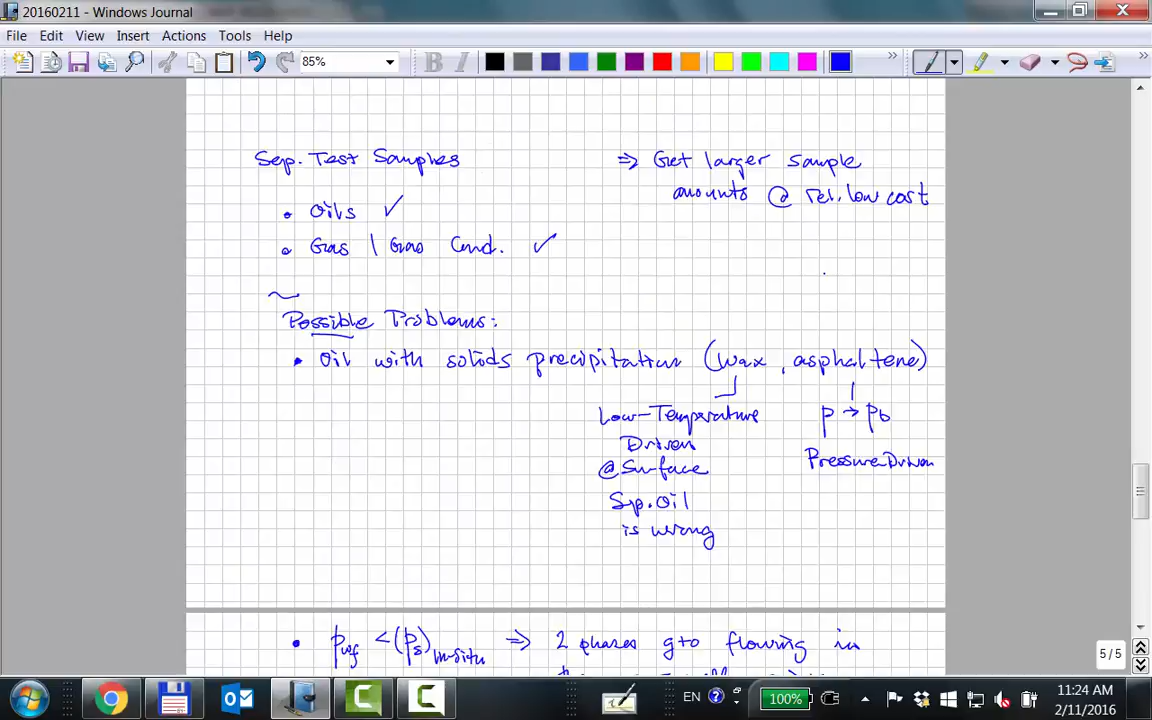 20160211 - Windows Journal
File Edit View Insert Actions Tools Help
85%
Sep. Test Samples
⇒ Get larger sample
amounts @ rel. low cost
• Oils ✓
• Gas | Gas Cond. ✓
~
Possible Problems:
• Oil with solids precipitation (wax, asphaltene)
Low-Temperature
Driven
@Surface
Sp. Oil
is wrong
p → pb
Pressure Driven
• pwf < (ps)in-situ ⇒ 2 phases g+o flowing in
5/5
EN
100%
11:24 AM
2/11/2016